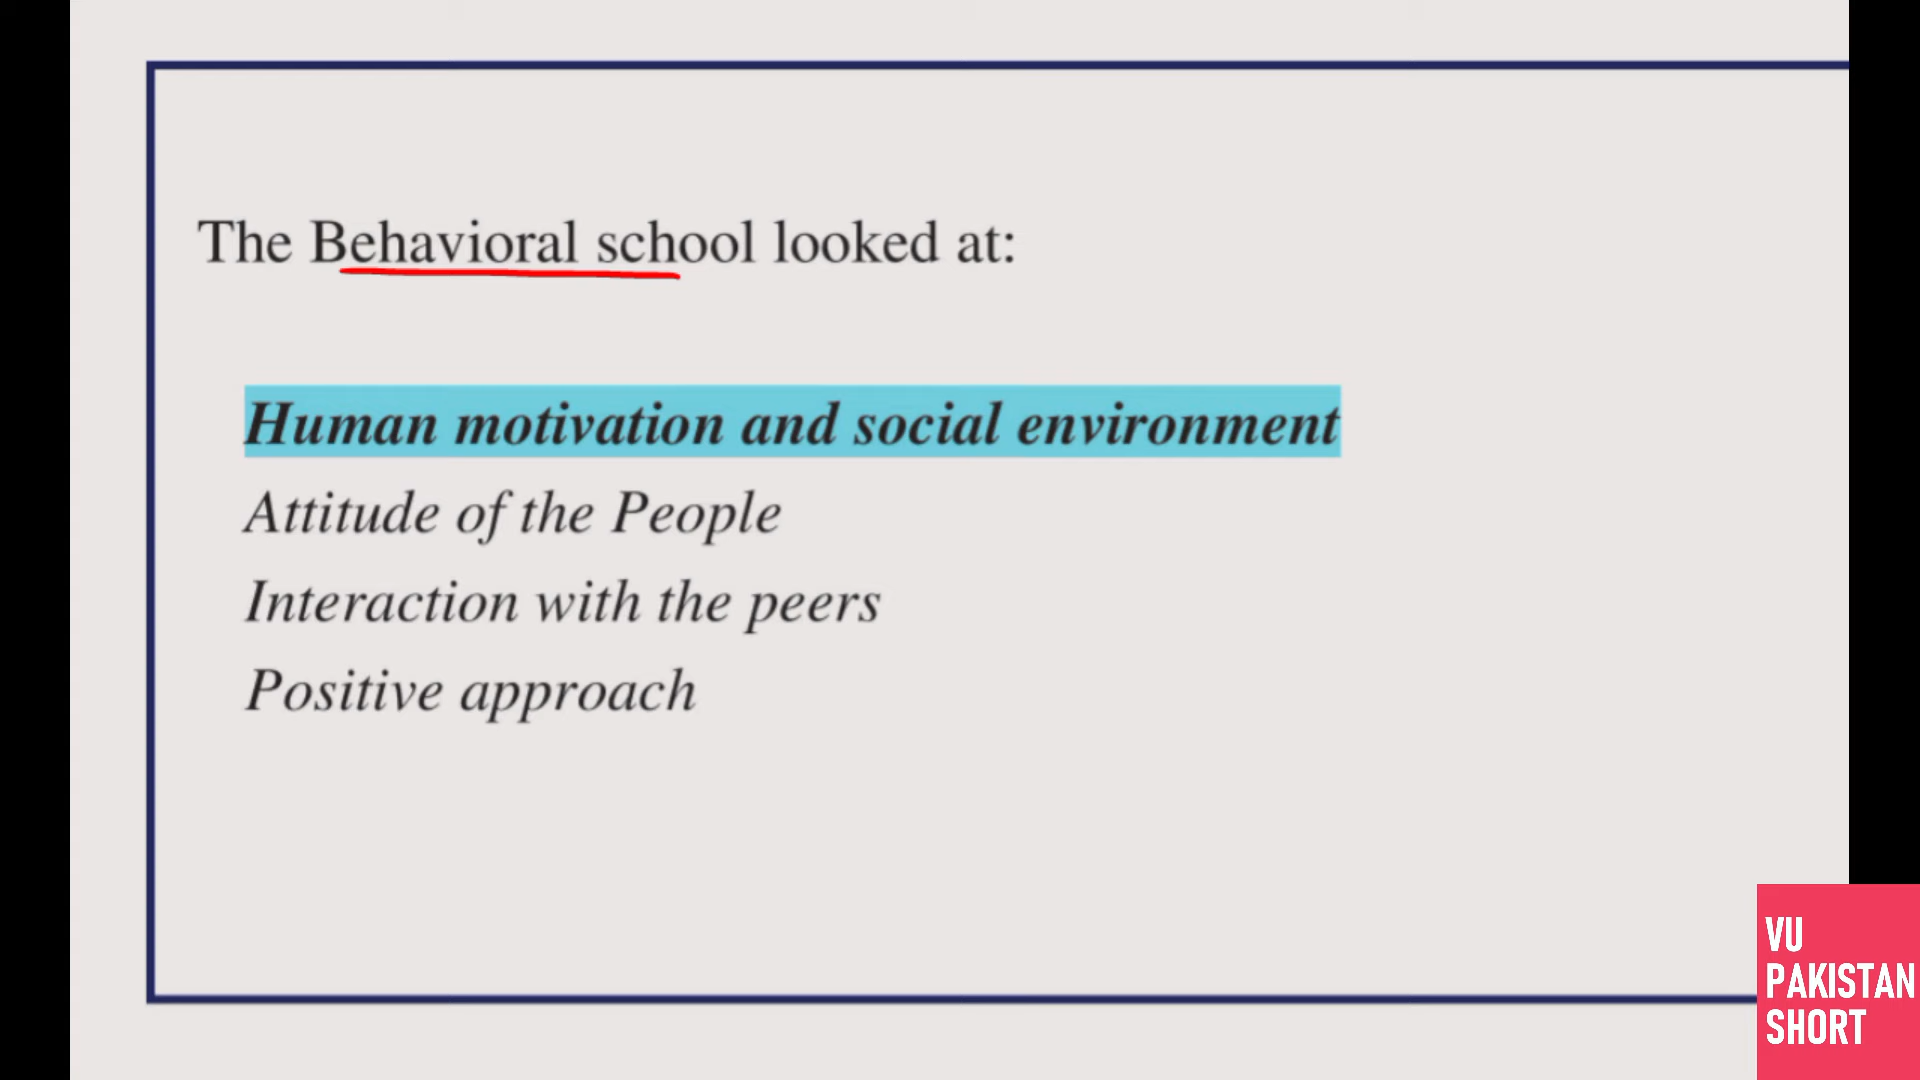 The Behavioral school looked at:
Human motivation and social environment
Attitude of the People
Interaction with the peers
Positive approach
VU
PAKISTAN
SHORT